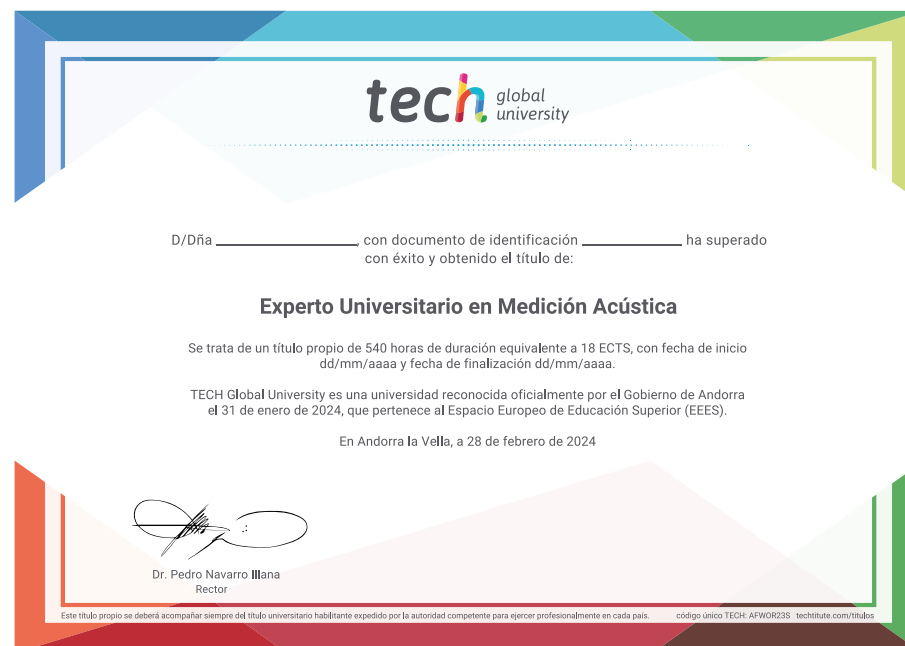 tech global university
D/Dña ____________, con documento de identificación ____________ ha superado
con éxito y obtenido el título de:
Experto Universitario en Medición Acústica
Se trata de un título propio de 540 horas de duración equivalente a 18 ECTS, con fecha de inicio
dd/mm/aaaa y fecha de finalización dd/mm/aaaa.
TECH Global University es una universidad reconocida oficialmente por el Gobierno de Andorra
el 31 de enero de 2024, que pertenece al Espacio Europeo de Educación Superior (EEES).
En Andorra la Vella, a 28 de febrero de 2024
Dr. Pedro Navarro Illana
Rector
Este título propio se deberá acompañar siempre del título universitario habilitante expedido por la autoridad competente para ejercer profesionalmente en cada país. código único TECH: AFWOR23S techtitute.com/titulos